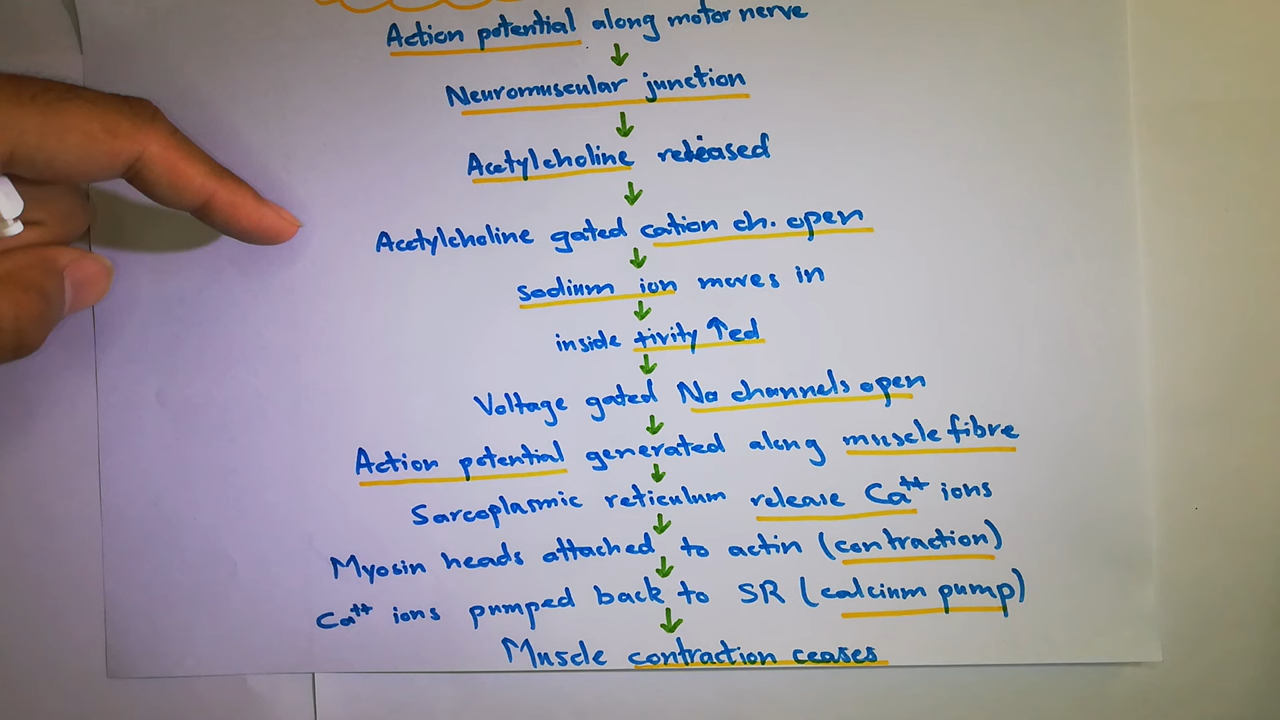 Action potential along motor nerve
↓
Neuromuscular junction
↓
Acetylcholine released
↓
Acetylcholine gated cation ch. open
↓
sodium ion moves in
↓
inside tivity ↑ed
↓
Voltage gated Na channels open
↓
Action potential generated along muscle fibre
↓
Sarcoplasmic reticulum release Ca++ ions
↓
Myosin heads attached to actin (contraction)
↓
Ca++ ions pumped back to SR (calcium pump)
↓
Muscle contraction ceases